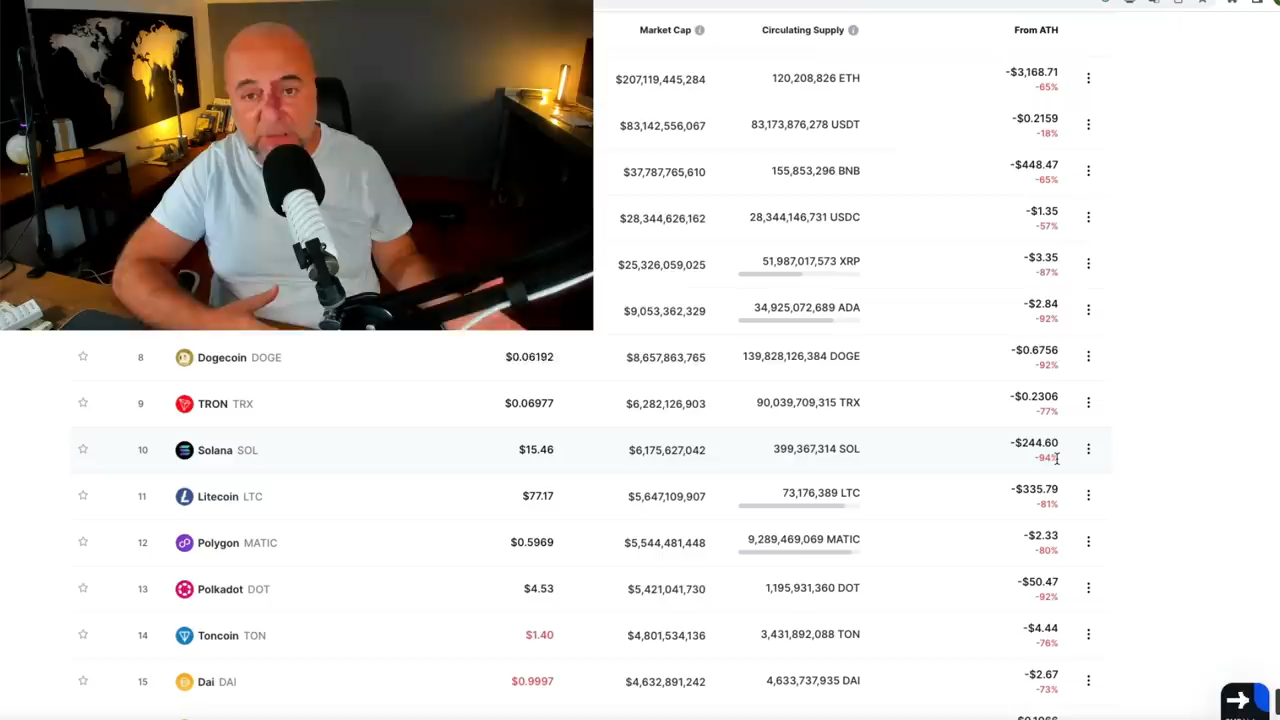 Market Cap Circulating Supply From ATH
$207,119,445,284 120,208,826 ETH -$3,168.71
-65%
$83,142,556,067 83,173,876,278 USDT -$0.2159
-18%
$37,787,765,610 155,853,296 BNB -$448.47
-65%
$28,344,626,162 28,344,146,731 USDC -$1.35
-57%
$25,326,059,025 51,987,017,573 XRP -$3.35
-87%
$9,053,362,329 34,925,072,689 ADA -$2.84
-92%
8 Dogecoin DOGE $0.06192 $8,657,863,765 139,828,126,384 DOGE -$0.6756
-92%
9 TRON TRX $0.06977 $6,282,126,903 90,039,709,315 TRX -$0.2306
-77%
10 Solana SOL $15.46 $6,175,627,042 399,367,314 SOL -$244.60
-94%
11 Litecoin LTC $77.17 $5,647,109,907 73,176,389 LTC -$335.79
-81%
12 Polygon MATIC $0.5969 $5,544,481,448 9,289,469,069 MATIC -$2.33
-80%
13 Polkadot DOT $4.53 $5,421,041,730 1,195,931,360 DOT -$50.47
-92%
14 Toncoin TON $1.40 $4,801,534,136 3,431,892,088 TON -$4.44
-76%
15 Dai DAI $0.9997 $4,632,891,242 4,633,737,935 DAI -$2.67
-73%